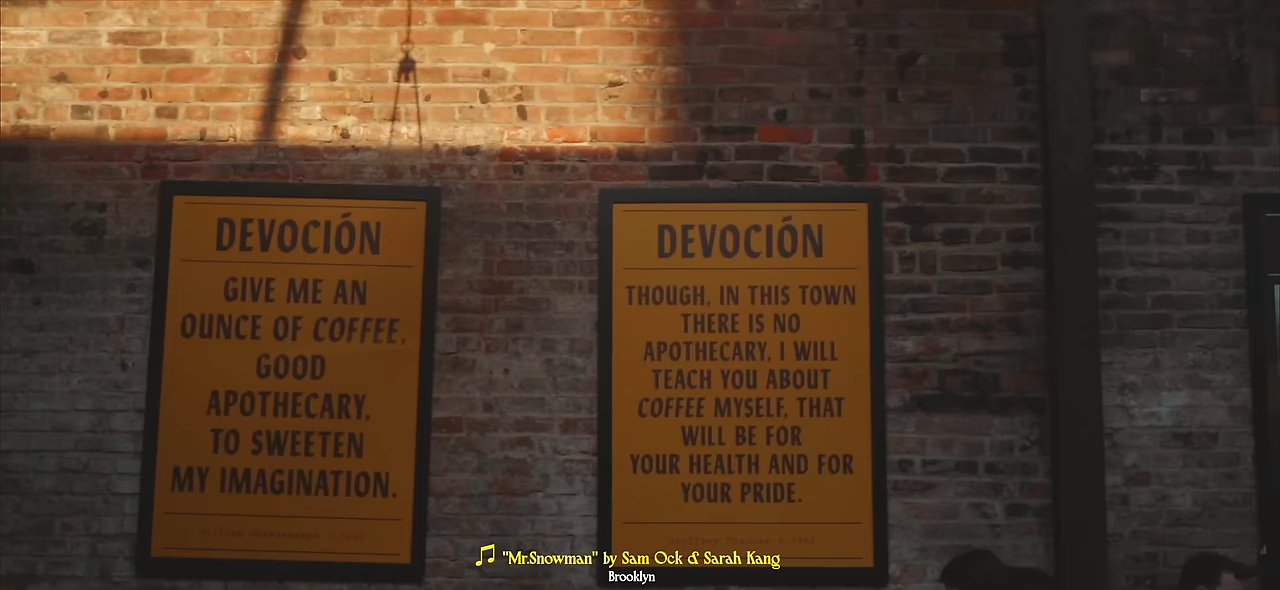 DEVOCIÓN
GIVE ME AN
OUNCE OF COFFEE,
GOOD
APOTHECARY,
TO SWEETEN
MY IMAGINATION.
DEVOCIÓN
THOUGH, IN THIS TOWN
THERE IS NO
APOTHECARY, I WILL
TEACH YOU ABOUT
COFFEE MYSELF, THAT
WILL BE FOR
YOUR HEALTH AND FOR
YOUR PRIDE.
"Mr.Snowman" by Sam Ock & Sarah Kang
Brooklyn